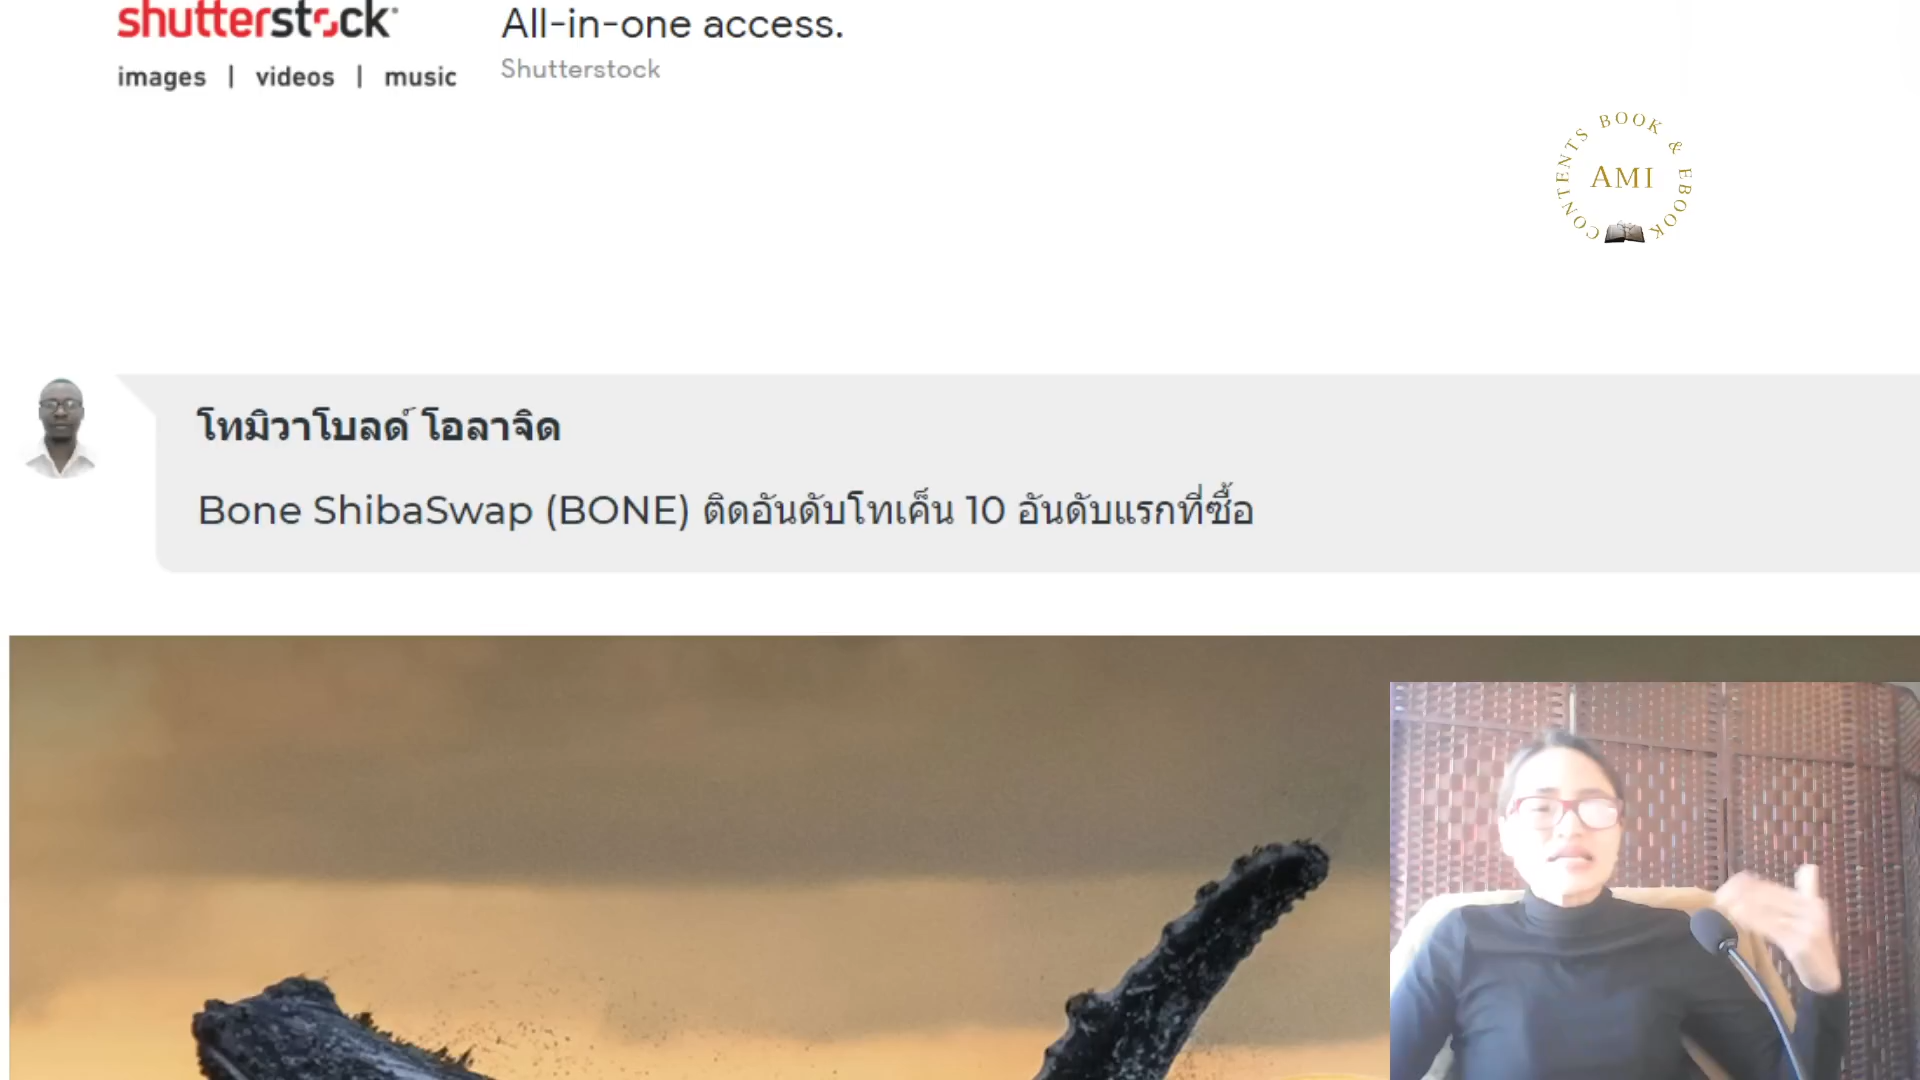 shutterstock
All-in-one access.
images | videos | music
Shutterstock
CONTENTS BOOK & EBOOK
AMI
โทมิวาโบลด์ โอลาจิด
Bone ShibaSwap (BONE) ติดอันดับโทเค็น 10 อันดับแรกที่ซื้อ